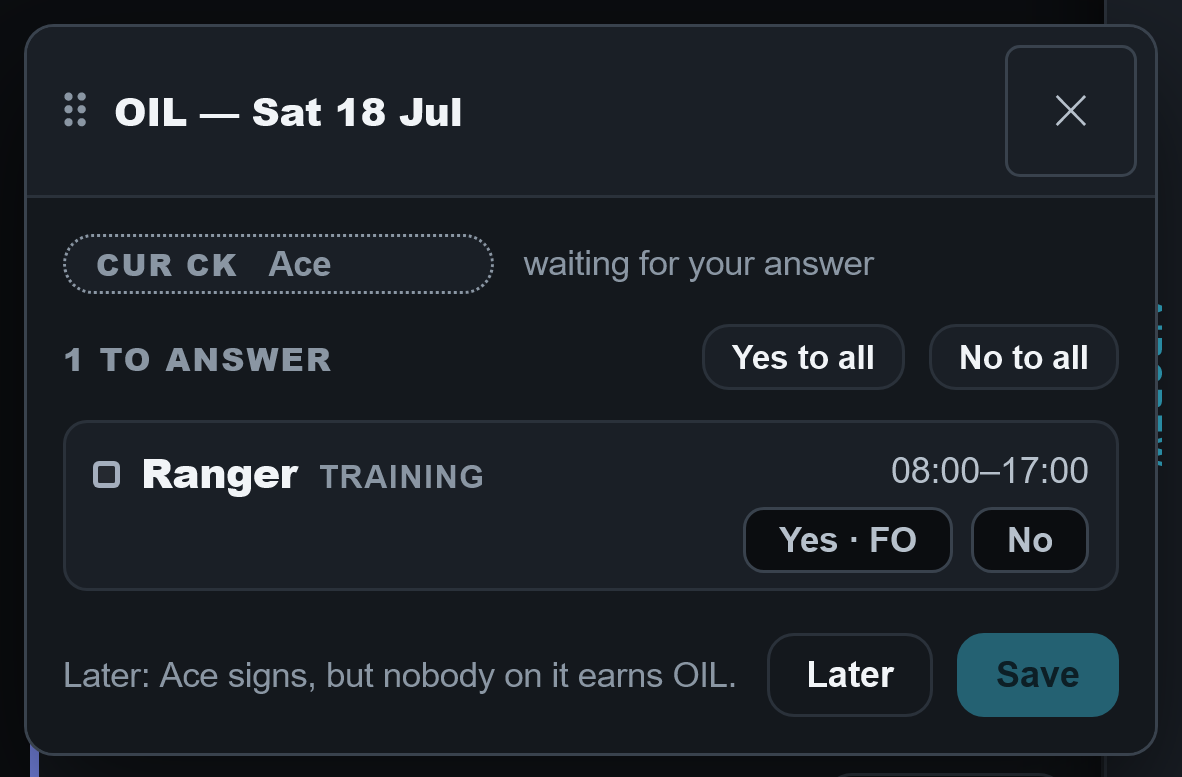 OIL — Sat 18 Jul
CUR CK Ace waiting for your answer
1 TO ANSWER Yes to all No to all
Ranger TRAINING 08:00–17:00
Yes · FO No
Later: Ace signs, but nobody on it earns OIL. Later Save